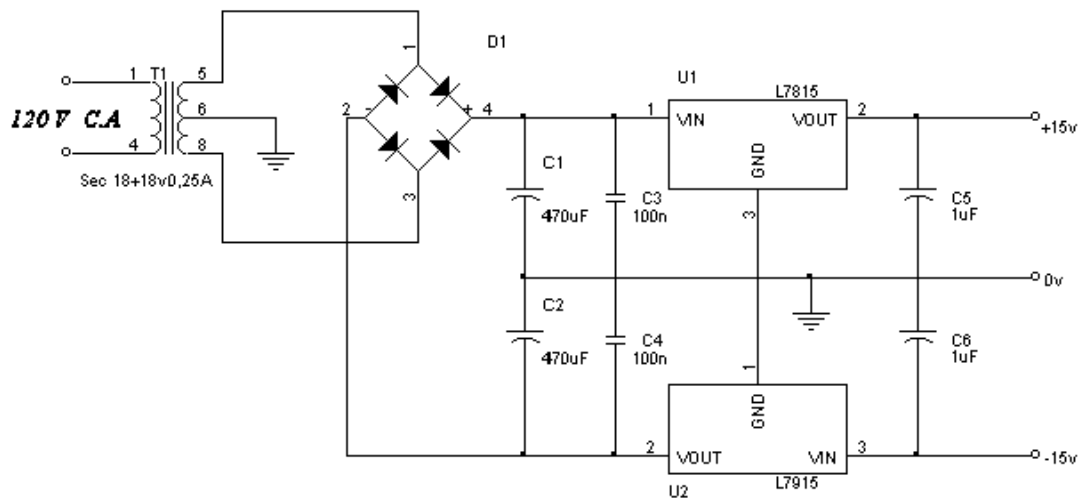 D1
U1
1
T1
5
1
L7815
2
-
+
4
1
VIN
VOUT
2
+15v
120 V C.A
6
4
8
GND
C1
Sec 18+18v0,25A
3
470uF
C3
100n
3
C5
1uF
0v
C2
470uF
C4
100n
1
C6
1uF
GND
2
VOUT
VIN
3
-15v
U2
L7915